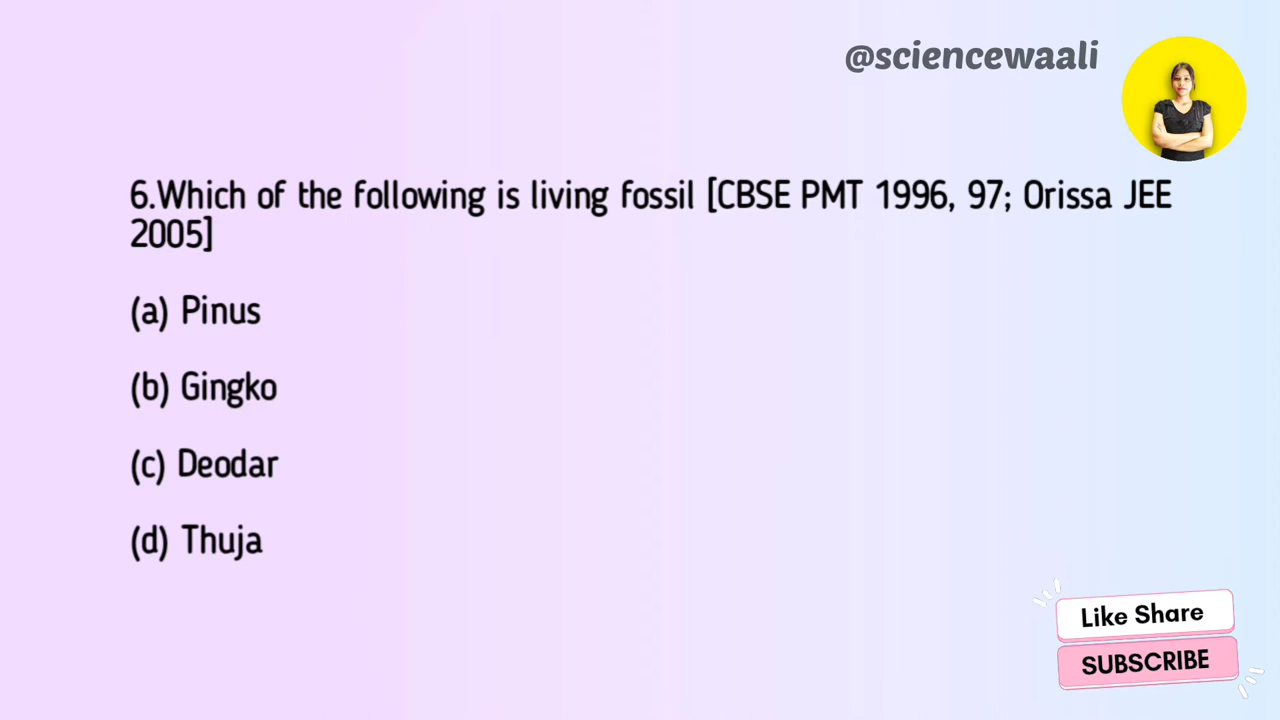 @sciencewaali
6.Which of the following is living fossil [CBSE PMT 1996, 97; Orissa JEE
2005]
(a) Pinus
(b) Gingko
(c) Deodar
(d) Thuja
Like Share
SUBSCRIBE